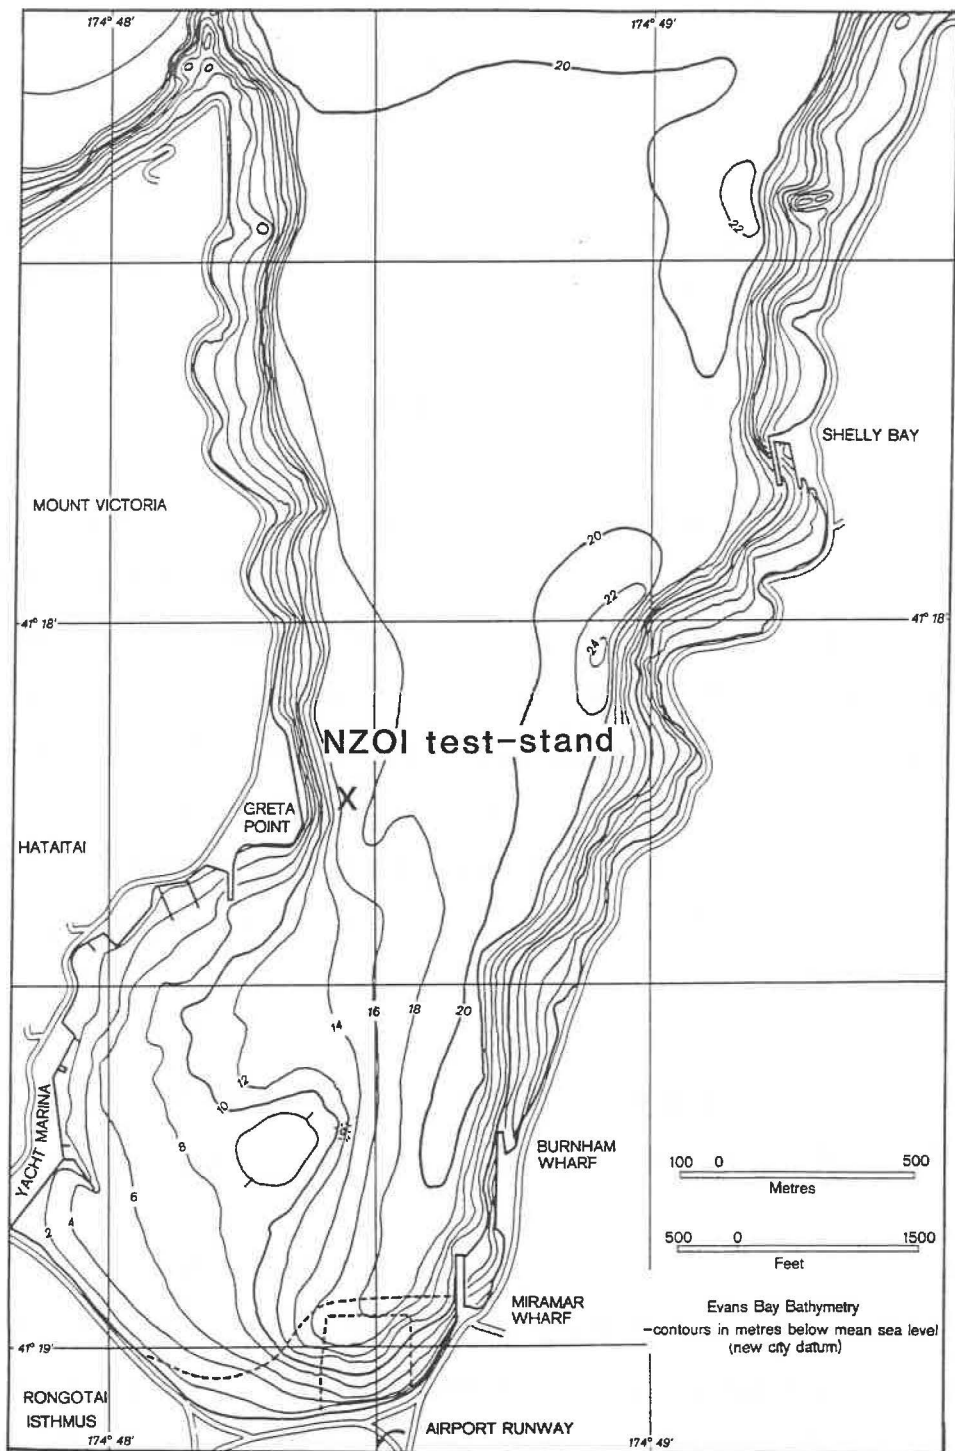 174° 48'
174° 49'
20
22
SHELLY BAY
MOUNT VICTORIA
20
22
24
41° 18'
41° 18'
NZOI test-stand
X
GRETA
POINT
HATAITAI
14
16
18
20
12
10
8
6
4
2
YACHT MARINA
BURNHAM
WHARF
100 0 500
Metres
500 0 1500
Feet
MIRAMAR
WHARF
Evans Bay Bathymetry
-contours in metres below mean sea level
(new city datum)
41° 19'
RONGOTAI
ISTHMUS
AIRPORT RUNWAY
174° 48'
174° 49'